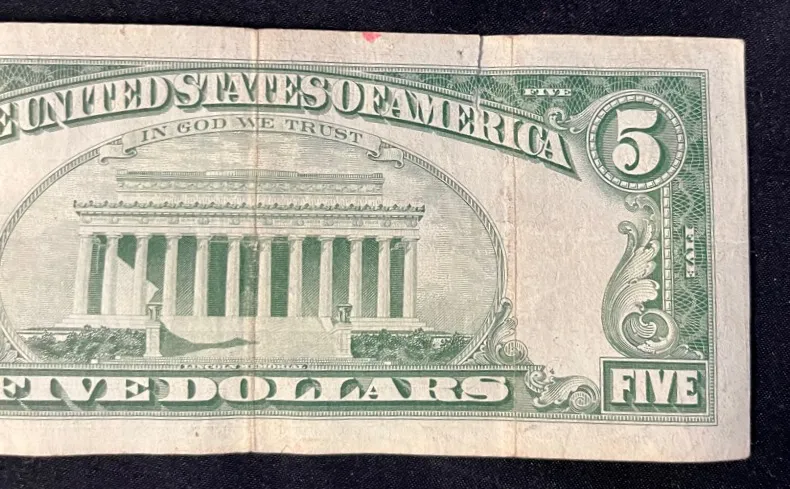 E UNITED STATES OF AMERICA
FIVE
5
IN GOD WE TRUST
FIVE
FIVE DOLLARS
FIVE